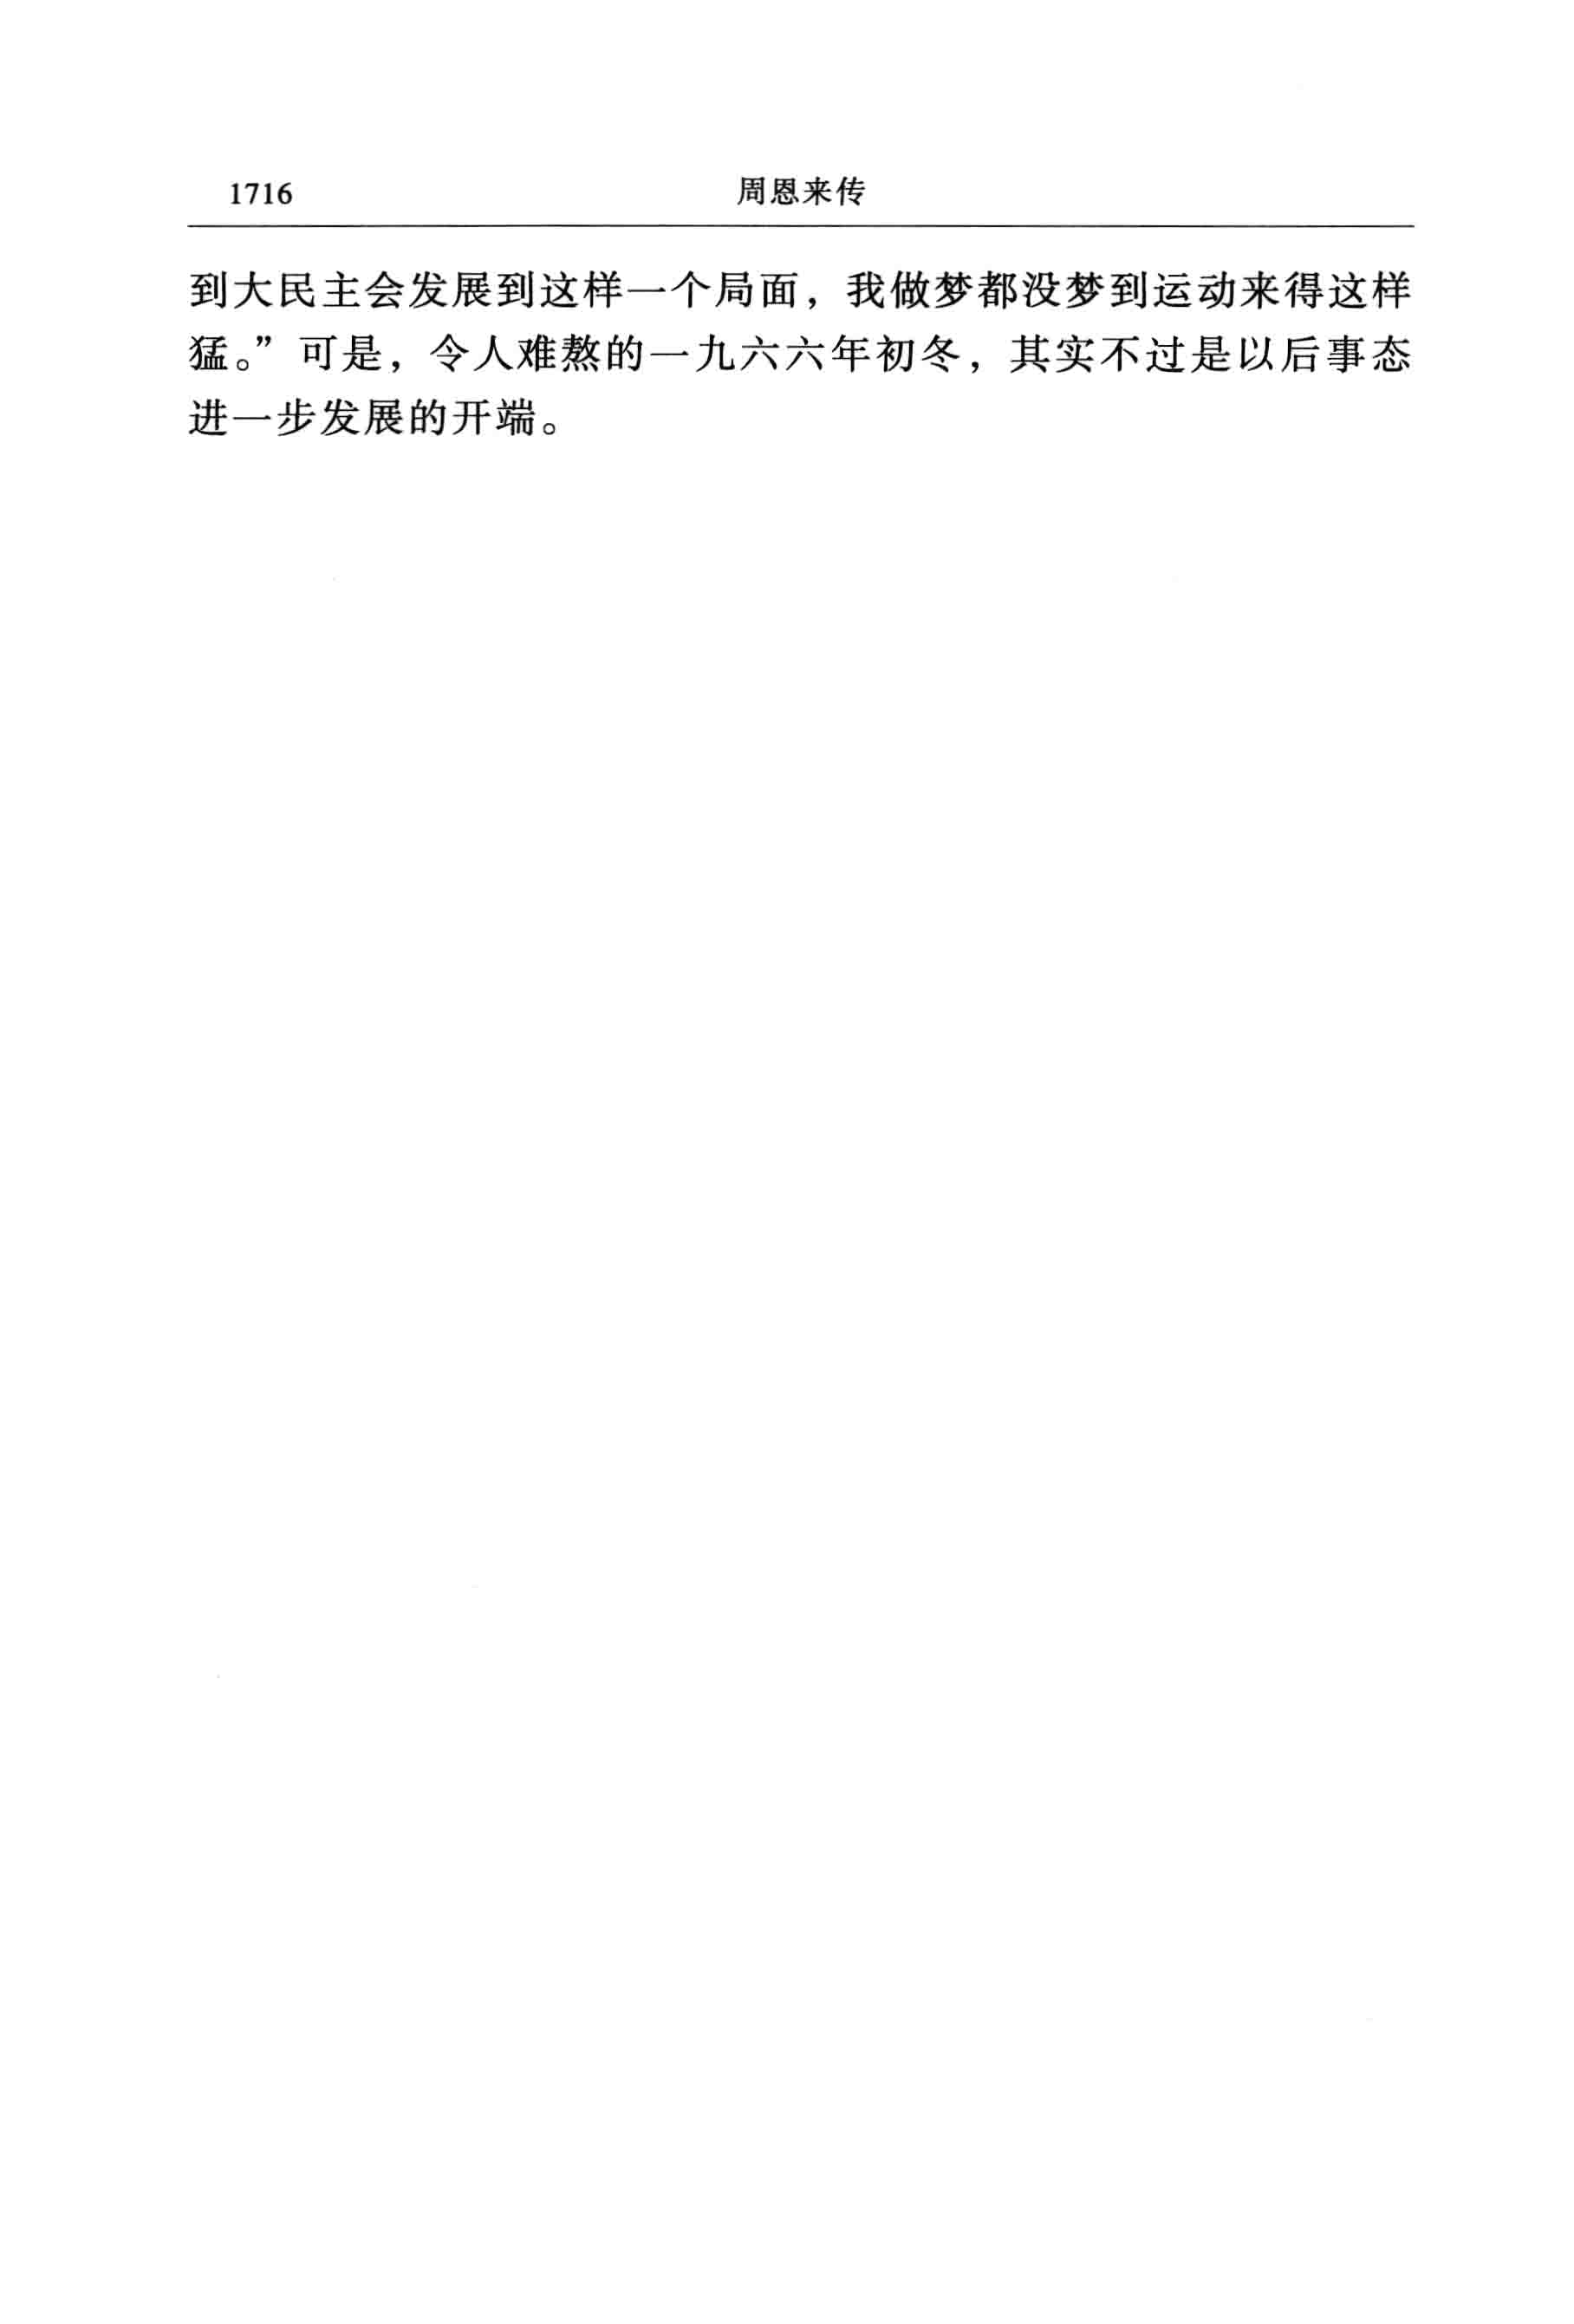 1716 周恩来传
到大民主会发展到这样一个局面，我做梦都没梦到运动来得这样
猛。”可是，令人难熬的一九六六年初冬，其实不过是以后事态
进一步发展的开端。